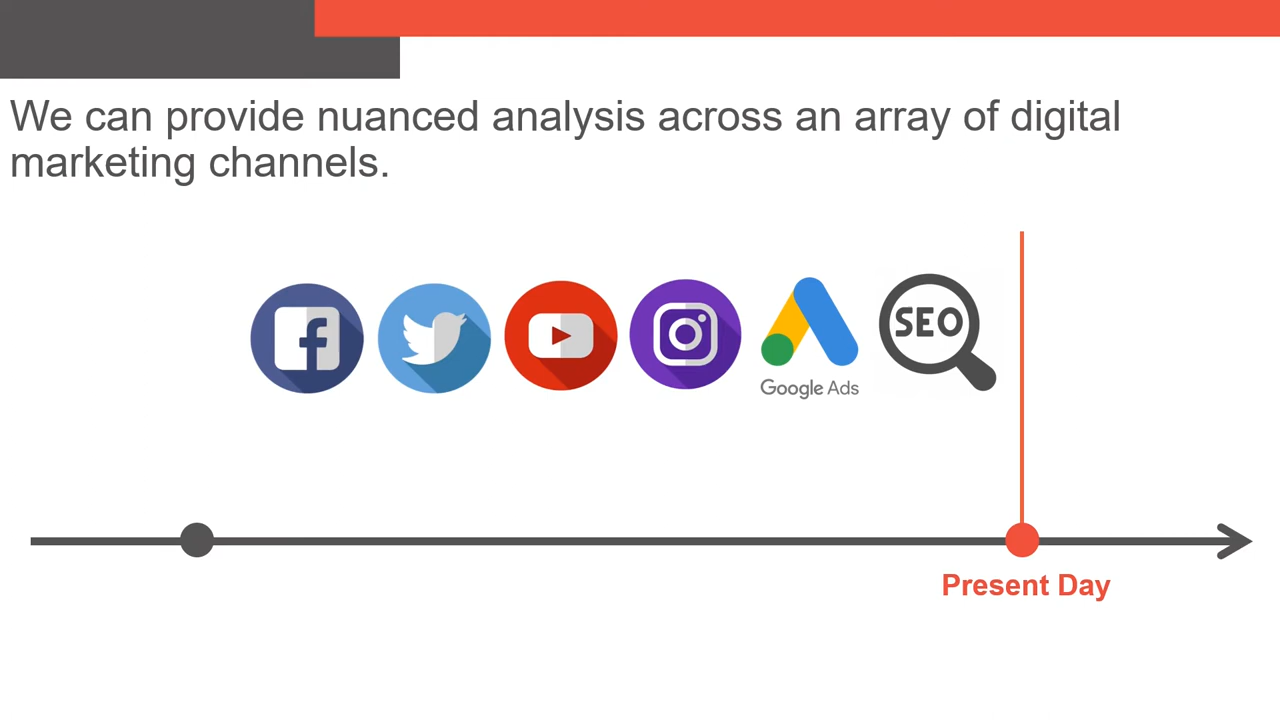 We can provide nuanced analysis across an array of digital
marketing channels.
SEO
Google Ads
Present Day